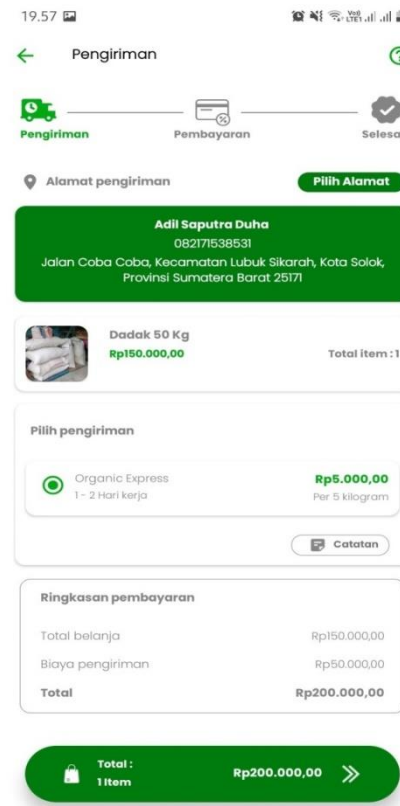 19.57
Pengiriman
Pengiriman
Pembayaran
Selesa
Alamat pengiriman
Pilih Alamat
Adil Saputra Duha
082171538531
Jalan Coba Coba, Kecamatan Lubuk Sikarah, Kota Solok,
Provinsi Sumatera Barat 25171
Dadak 50 Kg
Rp150.000,00
Total item : 1
Pilih pengiriman
Organic Express
Rp5.000,00
1 - 2 Hari kerja
Per 5 kilogram
Catatan
Ringkasan pembayaran
Total belanja
Rp150.000,00
Biaya pengiriman
Rp50.000,00
Total
Rp200.000,00
Total :
1 Item
Rp200.000,00